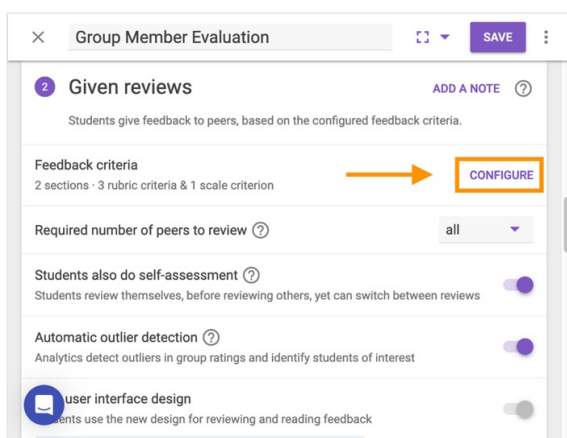 Group Member Evaluation
SAVE
2
Given reviews
ADD A NOTE ?
Students give feedback to peers, based on the configured feedback criteria.
Feedback criteria
CONFIGURE
2 sections · 3 rubric criteria & 1 scale criterion
Required number of peers to review ?
all
Students also do self-assessment ?
Students review themselves, before reviewing others, yet can switch between reviews
Automatic outlier detection ?
Analytics detect outliers in group ratings and identify students of interest
user interface design
use the new design for reviewing and reading feedback